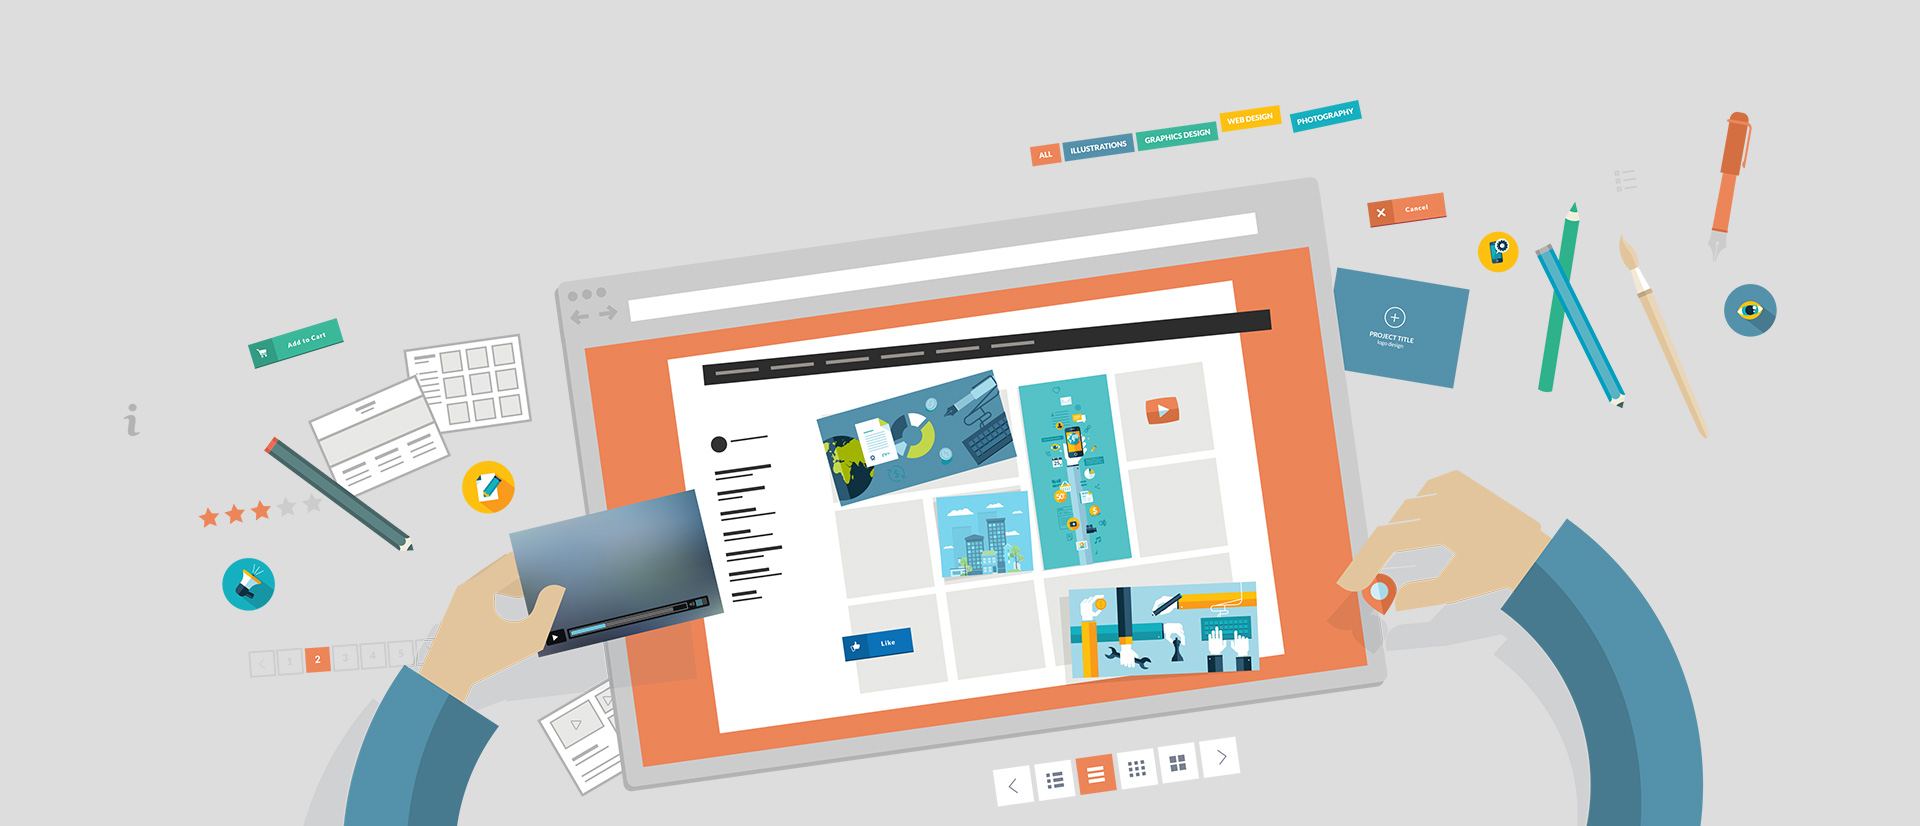 ALL
ILLUSTRATIONS
GRAPHICS DESIGN
WEB DESIGN
PHOTOGRAPHY
Cancel
PROJECT TITLE
logo design
Add to Cart
Like
1
2
3
4
5